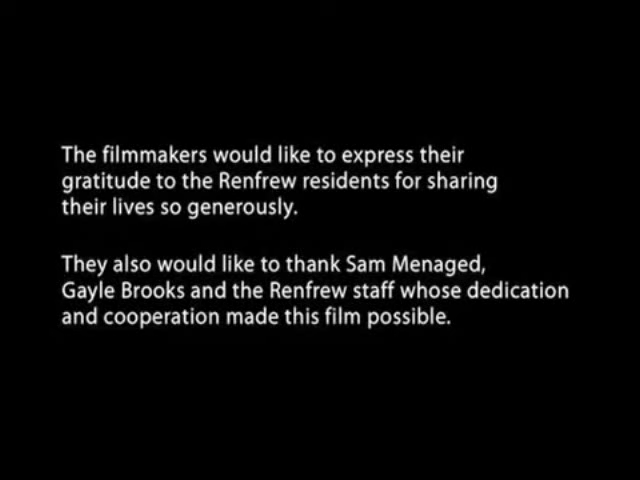 The filmmakers would like to express their
gratitude to the Renfrew residents for sharing
their lives so generously.
They also would like to thank Sam Menaged,
Gayle Brooks and the Renfrew staff whose dedication
and cooperation made this film possible.